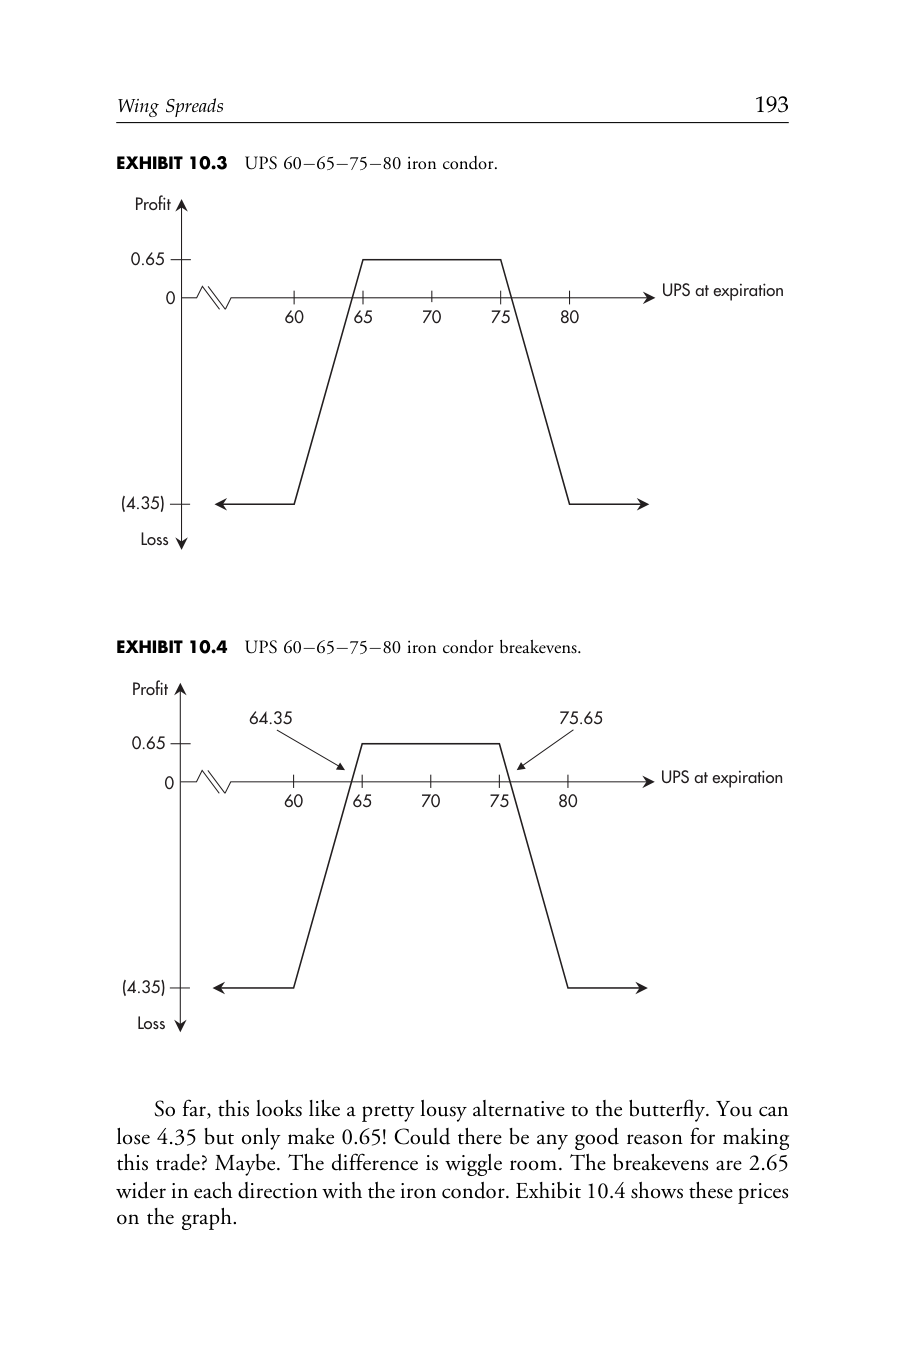 Wing Spreads 193
EXHIBIT 10.3 UPS 60–65–75–80 iron condor.
Profit
0.65
0
UPS at expiration
60 65 70 75 80
(4.35)
Loss
EXHIBIT 10.4 UPS 60–65–75–80 iron condor breakevens.
Profit
64.35 75.65
0.65
0
UPS at expiration
60 65 70 75 80
(4.35)
Loss
So far, this looks like a pretty lousy alternative to the butterfly. You can
lose 4.35 but only make 0.65! Could there be any good reason for making
this trade? Maybe. The difference is wiggle room. The breakevens are 2.65
wider in each direction with the iron condor. Exhibit 10.4 shows these prices
on the graph.